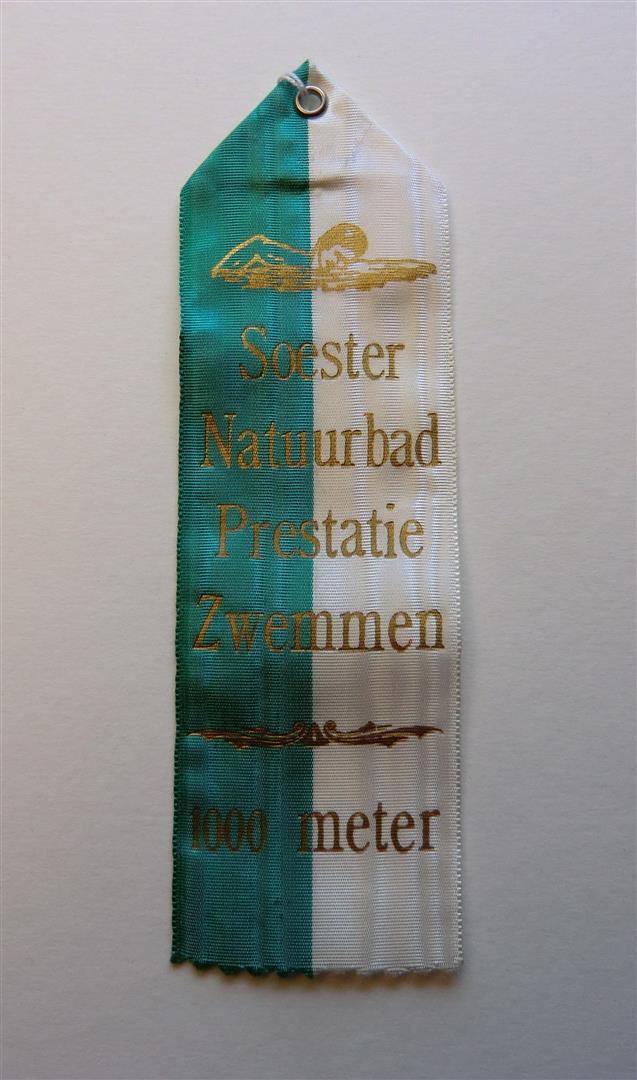 Soester
Natuurbad
Prestatie
Zwemmen
1000 meter